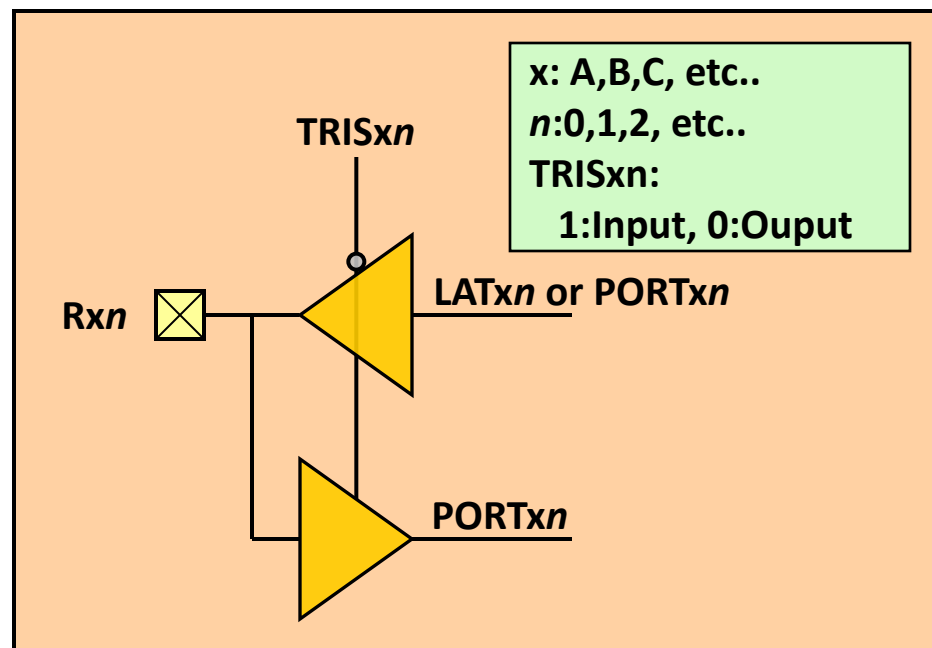 x: A,B,C, etc..
n:0,1,2, etc..
TRISxn:
1:Input, 0:Ouput
TRISxn
LATxn or PORTxn
Rxn
PORTxn